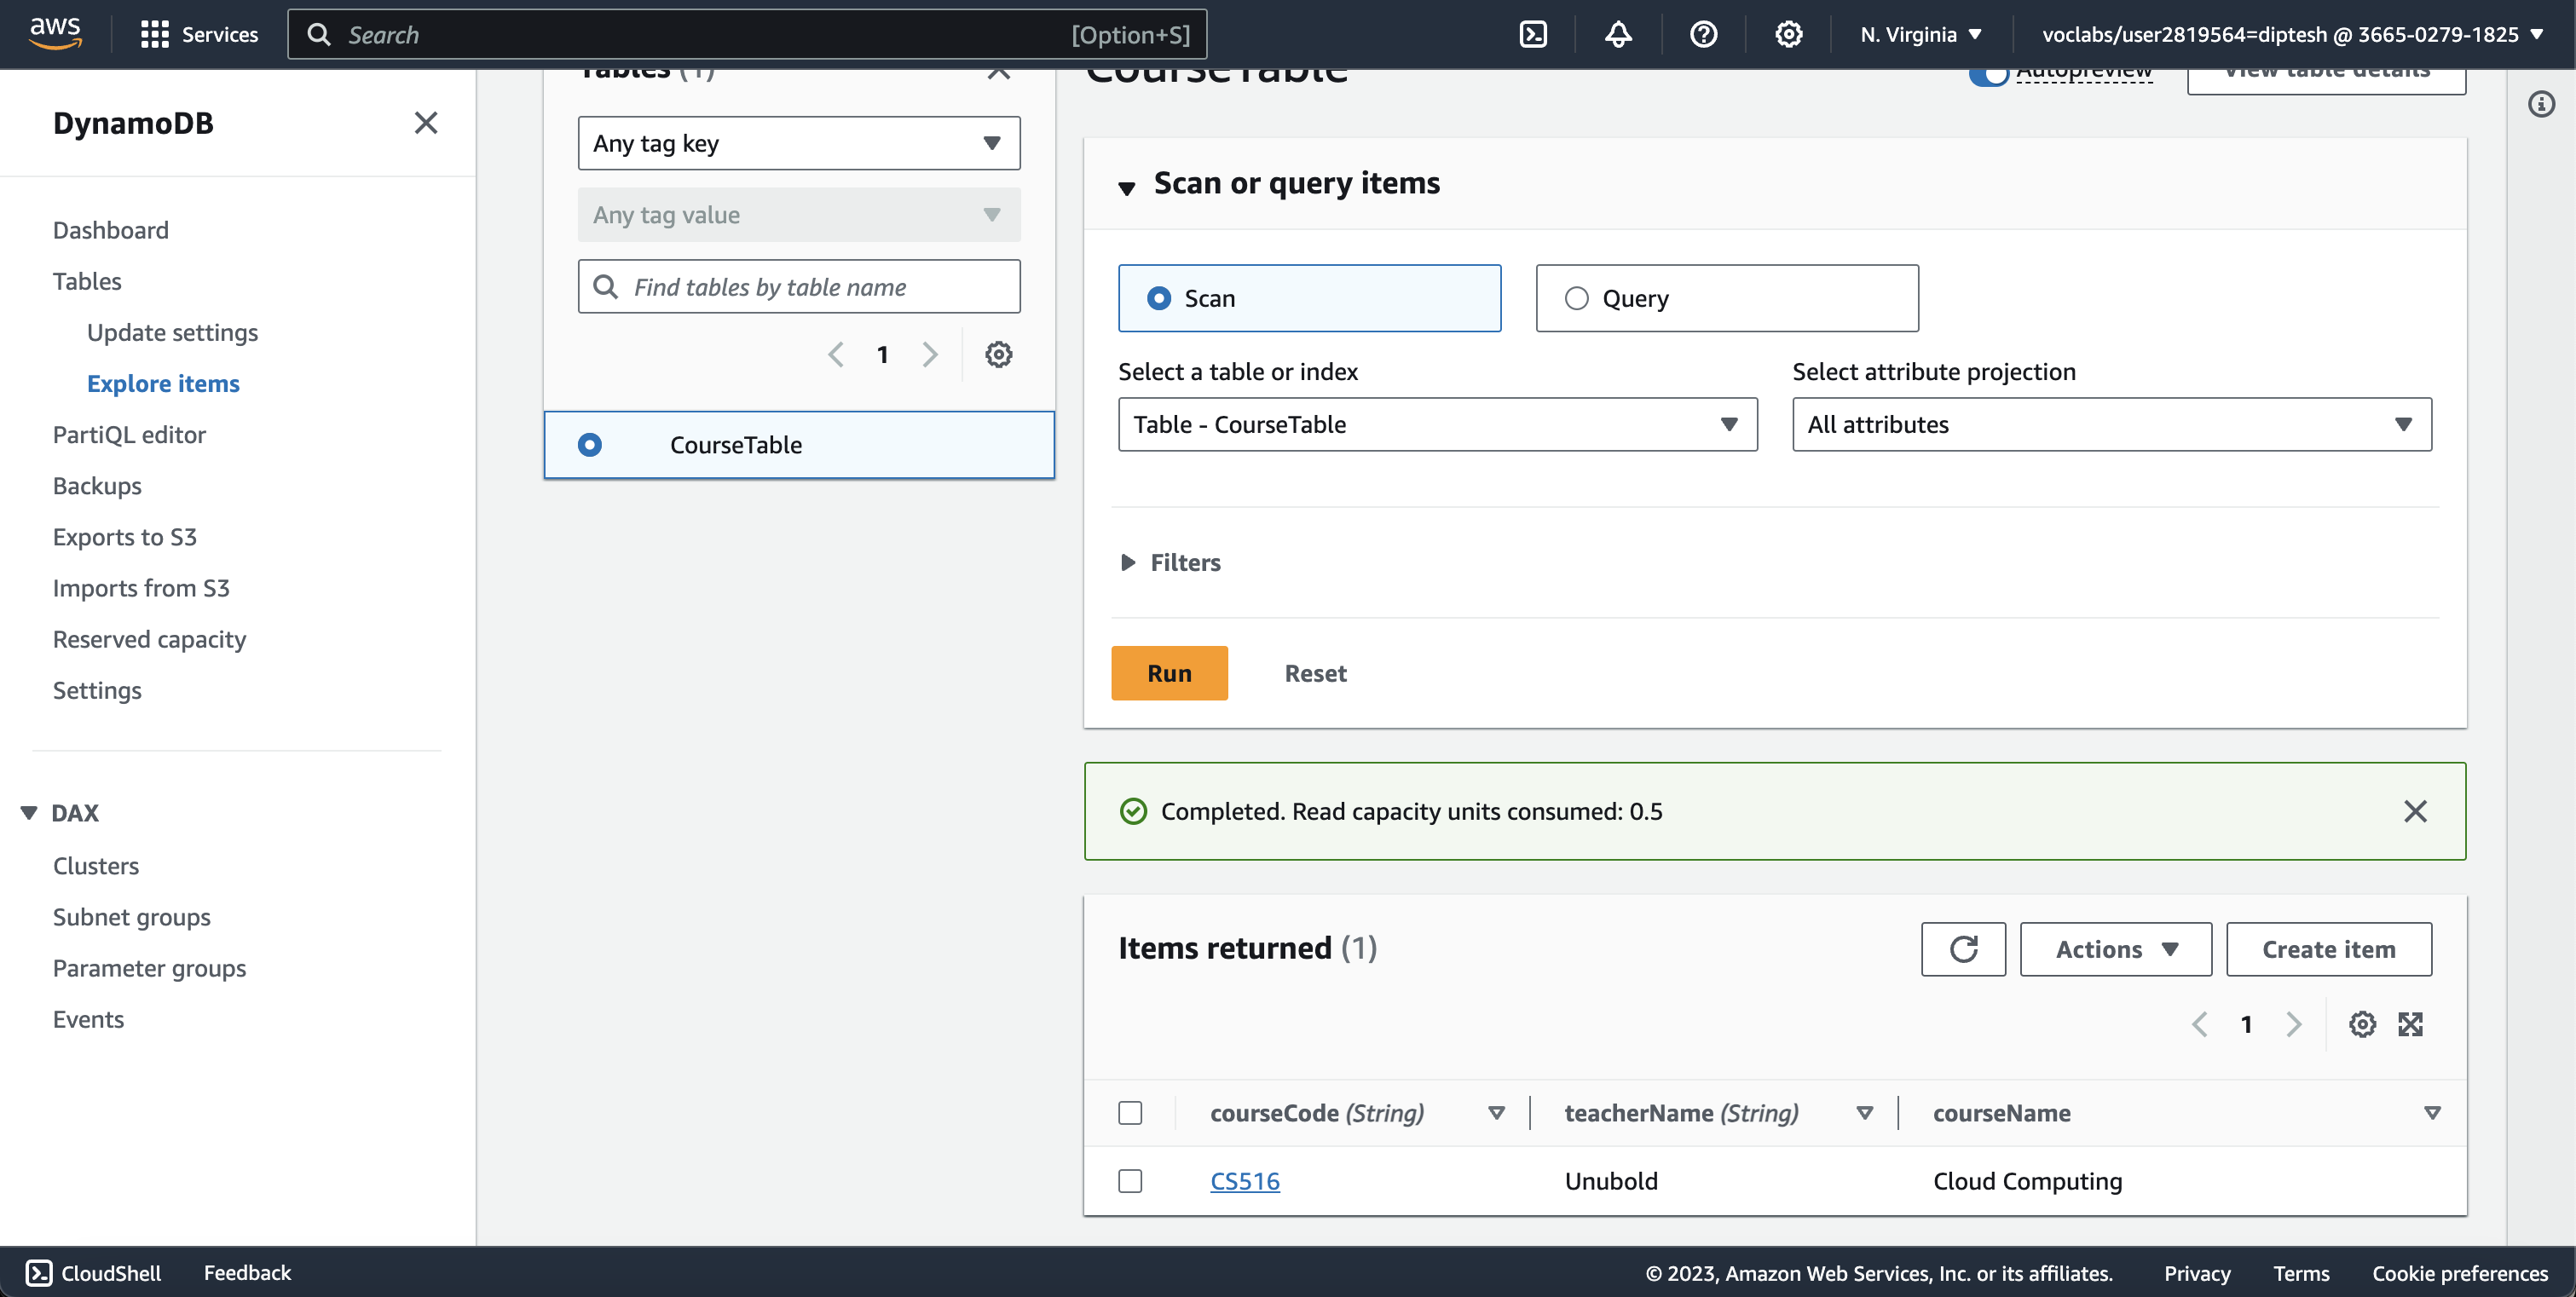 aws
Services
Search
[Option+S]
N. Virginia
voclabs/user2819564=diptesh @ 3665-0279-1825
DynamoDB
Dashboard
Tables
Update settings
Explore items
PartiQL editor
Backups
Exports to S3
Imports from S3
Reserved capacity
Settings
DAX
Clusters
Subnet groups
Parameter groups
Events
Tables (1)
Any tag key
Any tag value
Find tables by table name
1
CourseTable
CourseTable
Autopreview
View table details
Scan or query items
Scan
Query
Select a table or index
Select attribute projection
Table - CourseTable
All attributes
Filters
Run
Reset
Completed. Read capacity units consumed: 0.5
Items returned (1)
Actions
Create item
1
courseCode (String)
teacherName (String)
courseName
CS516
Unubold
Cloud Computing
CloudShell
Feedback
© 2023, Amazon Web Services, Inc. or its affiliates.
Privacy
Terms
Cookie preferences